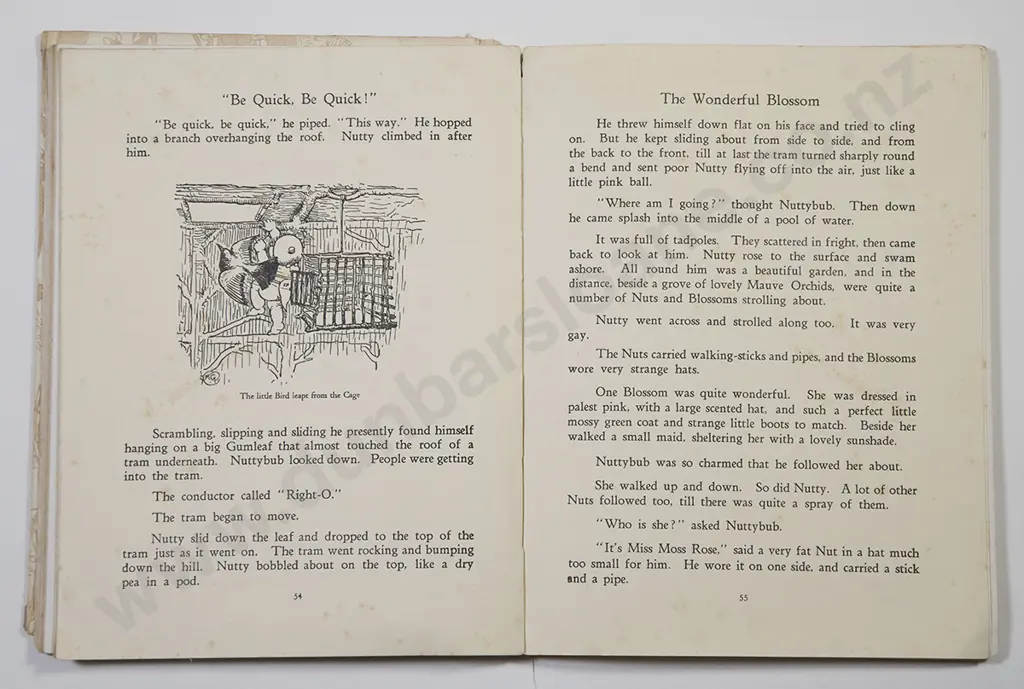 "Be Quick, Be Quick!"
"Be quick, be quick," he piped. "This way." He hopped
into a branch overhanging the roof. Nutty climbed in after
him.
MG
The little Bird leapt from the Cage
Scrambling, slipping and sliding he presently found himself
hanging on a big Gumleaf that almost touched the roof of a
tram underneath. Nuttybub looked down. People were getting
into the tram.
The conductor called "Right-O."
The tram began to move.
Nutty slid down the leaf and dropped to the top of the
tram just as it went on. The tram went rocking and bumping
down the hill. Nutty bobbled about on the top, like a dry
pea in a pod.
54
The Wonderful Blossom
He threw himself down flat on his face and tried to cling
on. But he kept sliding about from side to side, and from
the back to the front, till at last the tram turned sharply round
a bend and sent poor Nutty flying off into the air, just like a
little pink ball.
"Where am I going?" thought Nuttybub. Then down
he came splash into the middle of a pool of water.
It was full of tadpoles. They scattered in fright, then came
back to look at him. Nutty rose to the surface and swam
ashore. All round him was a beautiful garden, and in the
distance, beside a grove of lovely Mauve Orchids, were quite a
number of Nuts and Blossoms strolling about.
Nutty went across and strolled along too. It was very
gay.
The Nuts carried walking-sticks and pipes, and the Blossoms
wore very strange hats.
One Blossom was quite wonderful. She was dressed in
palest pink, with a large scented hat, and such a perfect little
mossy green coat and strange little boots to match. Beside her
walked a small maid, sheltering her with a lovely sunshade.
Nuttybub was so charmed that he followed her about.
She walked up and down. So did Nutty. A lot of other
Nuts followed too, till there was quite a spray of them.
"Who is she?" asked Nuttybub.
"It's Miss Moss Rose," said a very fat Nut in a hat much
too small for him. He wore it on one side, and carried a stick
and a pipe.
55